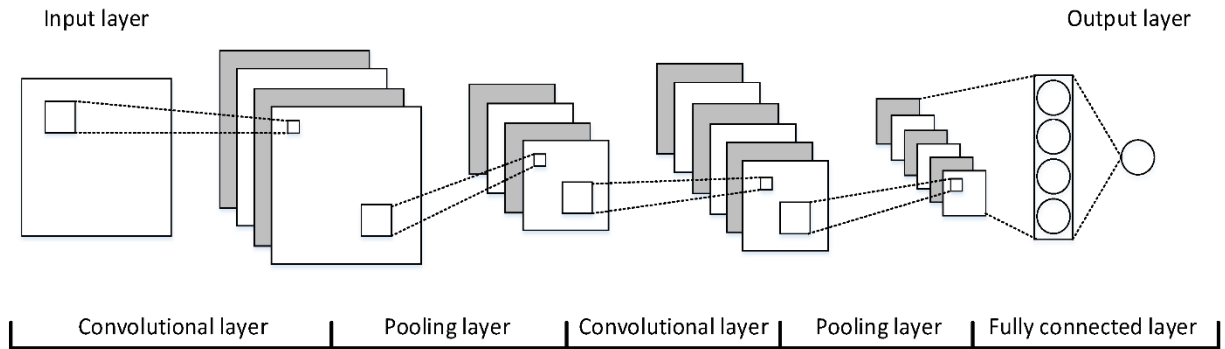 Input layer
Output layer
Convolutional layer
Pooling layer
Convolutional layer
Pooling layer
Fully connected layer